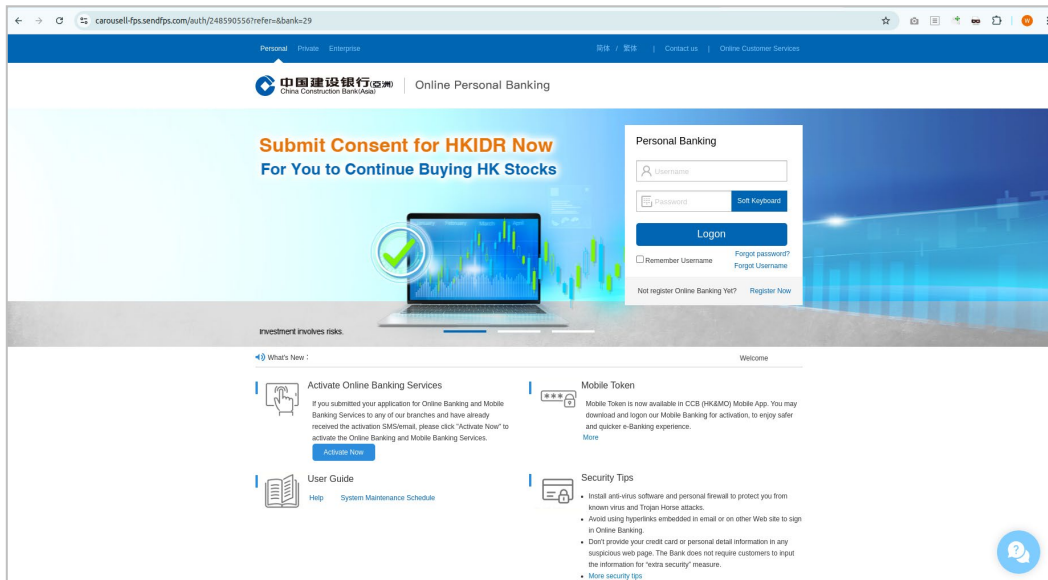 carousell-fps.sendfps.com/auth/248590556?refer=&bank=29
Personal Private Enterprise
简体 / 繁体 | Contact us | Online Customer Services
中国建设银行(亞洲)
China Construction Bank(Asia)
Online Personal Banking
Submit Consent for HKIDR Now
For You to Continue Buying HK Stocks
Investment involves risks.
Personal Banking
Username
Password
Soft Keyboard
Logon
Remember Username
Forgot password?
Forgot Username
Not register Online Banking Yet? Register Now
What's New :
Welcome
Activate Online Banking Services
If you submitted your application for Online Banking and Mobile
Banking Services to any of our branches and have already
received the activation SMS/email, please click "Activate Now" to
activate the Online Banking and Mobile Banking Services.
Activate Now
Mobile Token
Mobile Token is now available in CCB (HK&MO) Mobile App. You may
download and logon our Mobile Banking for activation, to enjoy safer
and quicker e-Banking experience.
More
User Guide
Help System Maintenance Schedule
Security Tips
Install anti-virus software and personal firewall to protect you from
known virus and Trojan Horse attacks.
Avoid using hyperlinks embedded in email or on other Web site to sign
in Online Banking.
Don't provide your credit card or personal detail information in any
suspicious web page. The Bank does not require customers to input
the information for "extra security" measure.
More security tips